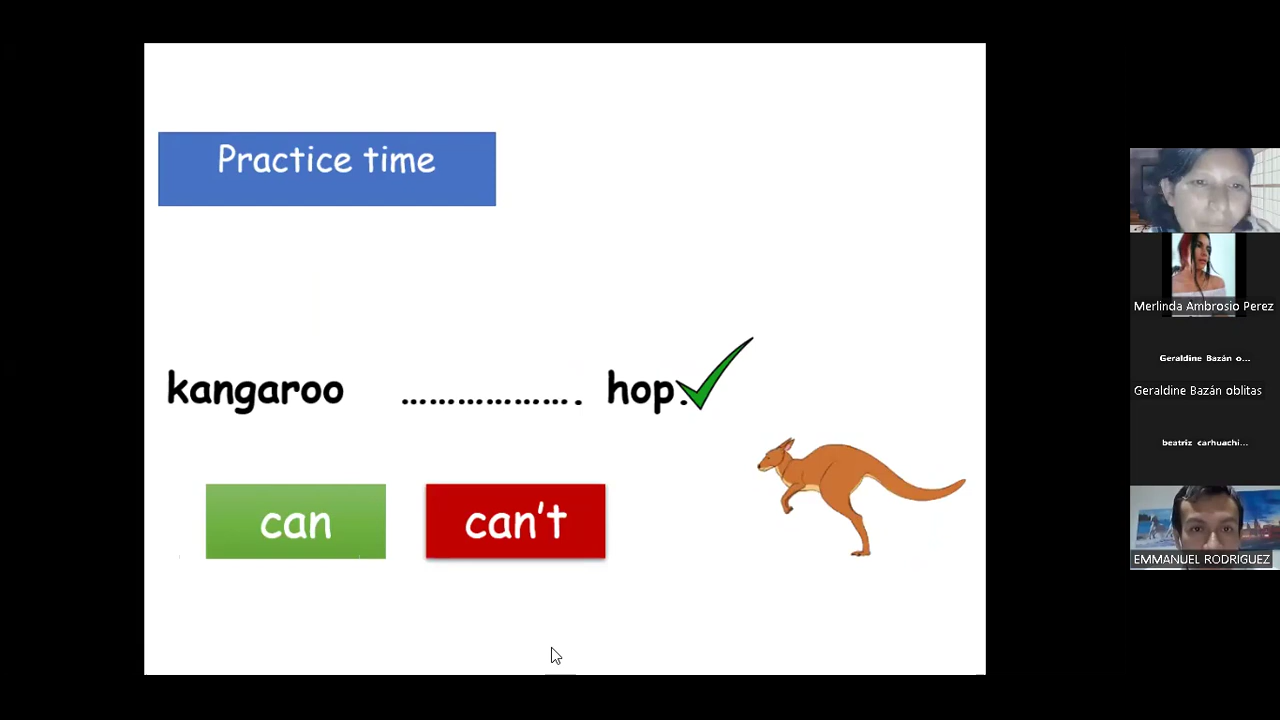 Practice time
kangaroo ………………. hop.
can can't
Merlinda Ambrosio Perez
Geraldine Bazán o...
Geraldine Bazán oblitas
beatriz carhuachi...
EMMANUEL RODRIGUEZ